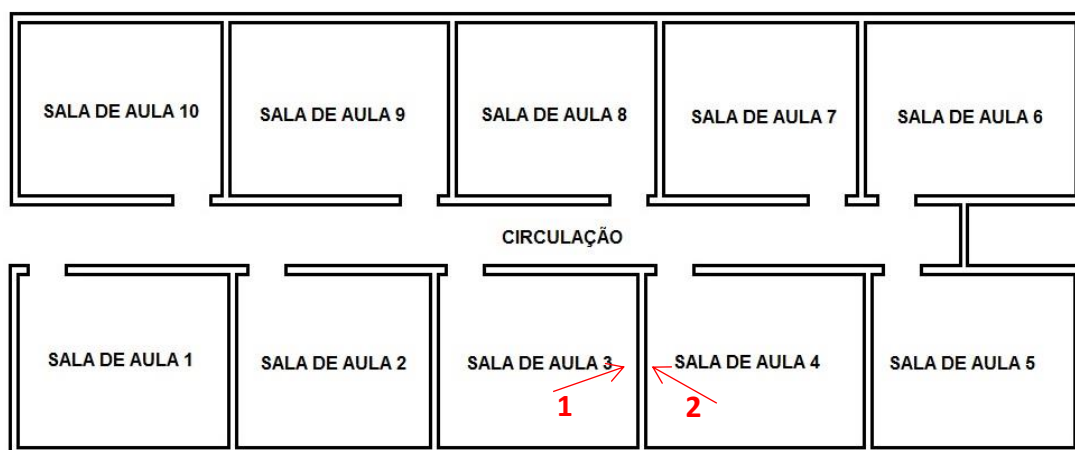 SALA DE AULA 10
SALA DE AULA 9
SALA DE AULA 8
SALA DE AULA 7
SALA DE AULA 6
CIRCULAÇÃO
SALA DE AULA 1
SALA DE AULA 2
SALA DE AULA 3
SALA DE AULA 4
SALA DE AULA 5
1
2